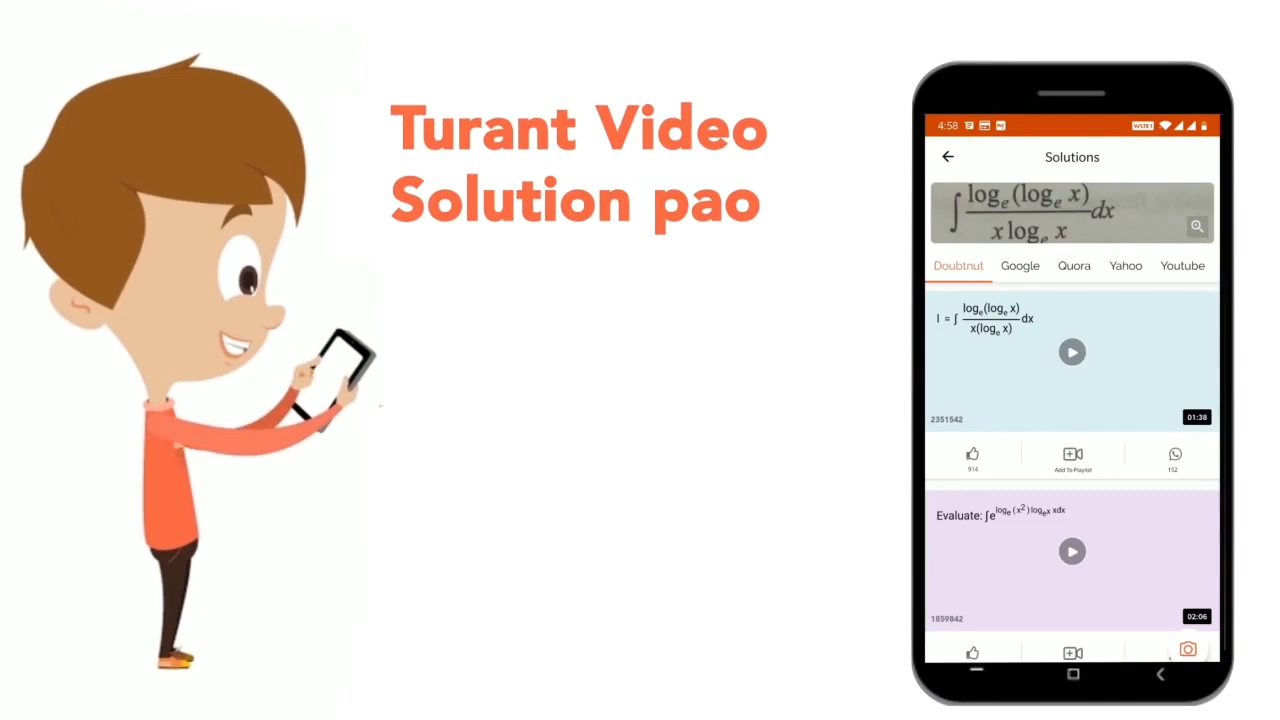 Turant Video
Solution pao
4:58
Solutions
∫ logₑ(logₑ x) / x logₑ x dx
Doubtnut Google Quora Yahoo Youtube
I = ∫ logₑ(logₑ x) / x(logₑ x) dx
2351542 01:38
914 Add To Playlist 152
Evaluate: ∫e^logₑ(x²)logₑx xdx
1859842 02:06